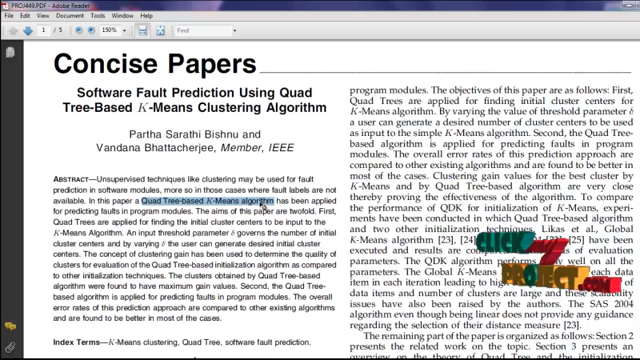 PROJ449.PDF - Adobe Reader
File Edit View Document Tools Window Help
1 / 5 150% Find
Concise Papers
Software Fault Prediction Using Quad
Tree-Based K-Means Clustering Algorithm
Partha Sarathi Bishnu and
Vandana Bhattacherjee, Member, IEEE
ABSTRACT—Unsupervised techniques like clustering may be used for fault
prediction in software modules, more so in those cases where fault labels are not
available. In this paper a Quad Tree-based K-Means algorithm has been applied
for predicting faults in program modules. The aims of this paper are twofold. First,
Quad Trees are applied for finding the initial cluster centers to be input to the
K-Means Algorithm. An input threshold parameter δ governs the number of initial
cluster centers and by varying δ the user can generate desired initial cluster
centers. The concept of clustering gain has been used to determine the quality of
clusters for evaluation of the Quad Tree-based initialization algorithm as compared
to other initialization techniques. The clusters obtained by Quad Tree-based
algorithm were found to have maximum gain values. Second, the Quad Tree-
based algorithm is applied for predicting faults in program modules. The overall
error rates of this prediction approach are compared to other existing algorithms
and are found to be better in most of the cases.
Index Terms—K-Means clustering, Quad Tree, software fault prediction.
program modules. The objectives of this paper are as follows: First,
Quad Trees are applied for finding initial cluster centers for
K-Means algorithm. By varying the value of threshold parameter δ
a user can generate a desired number of cluster centers to be used
as input to the simple K-Means algorithm. Second, the Quad Tree-
based algorithm is applied for predicting faults in program
modules. The overall error rates of this prediction approach are
compared to other existing algorithms and are found to be better in
most of the cases. Clustering gain values for the best cluster by
K-Means and by Quad Tree-based algorithm are very close
thereby proving the effectiveness of the algorithm. To compare
the performance of QDK for initialization of K-Means, experi-
ments have been conducted in which Quad Tree-based algorithm
and two other initialization techniques, Likas et al., Global
K-Means algorithm [23], [24] [25] have been
executed and results are compared evaluation
parameters. The QDK algorithm performs well on all the
parameters. The Global K-Means each data
item in each iteration leading to high
of data items and number of clusters are large and these scalability
issues have also been raised by the authors. The SAS 2004
algorithm even though being linear does not provide any guidance
regarding the selection of their distance measure [23].
The remaining part of the paper is organized as follows: Section 2
presents the related work on the topic. Section 3 presents an
CLICK
PROJECT.COM